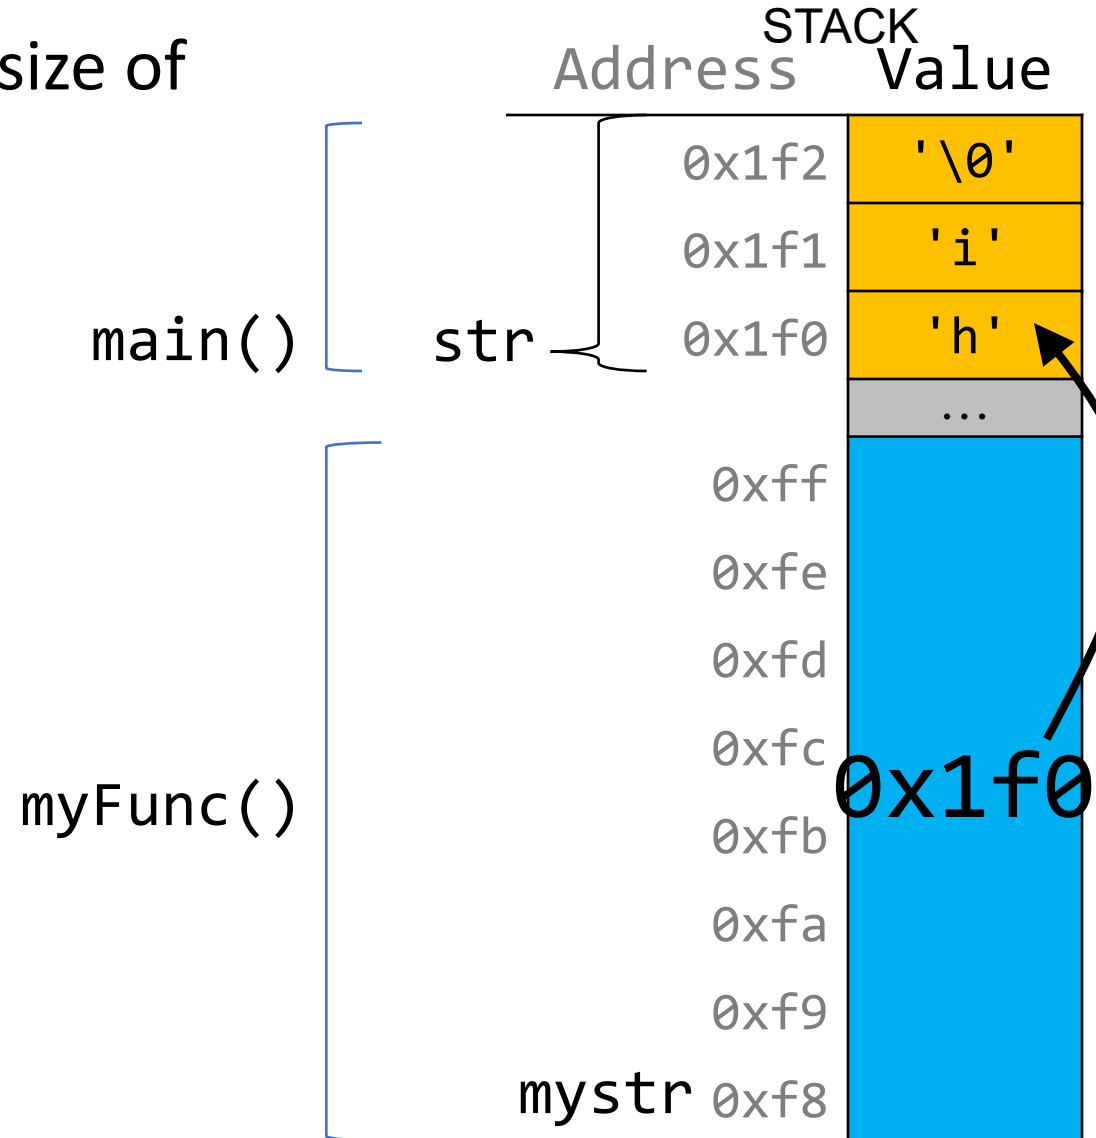 STACK
size of
Address Value
0x1f2 '\0'
0x1f1 'i'
main() str 0x1f0 'h'
...
0xff
0xfe
0xfd
0xfc
0x1f0
myFunc()
0xfb
0xfa
0xf9
mystr 0xf8